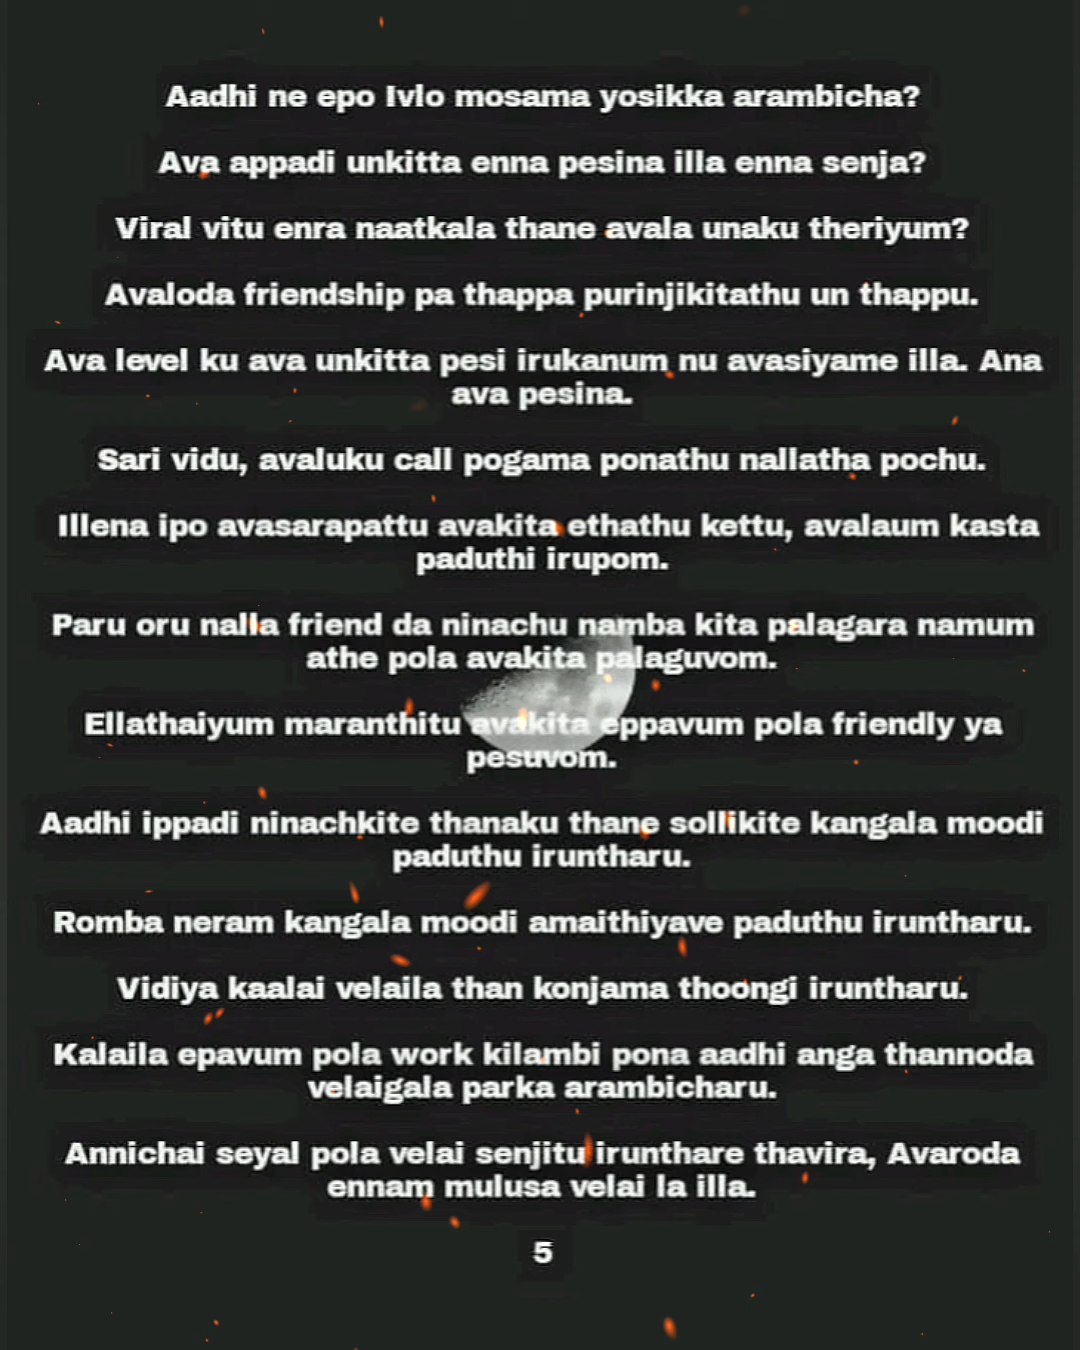 Aadhi ne epo Ivlo mosama yosikka arambicha?
Ava appadi unkitta enna pesina illa enna senja?
Viral vitu enra naatkala thane avala unaku theriyum?
Avaloda friendship pa thappa purinjikitathu un thappu.
Ava level ku ava unkitta pesi irukanum nu avasiyame illa. Ana
ava pesina.
Sari vidu, avaluku call pogama ponathu nallatha pochu.
Illena ipo avasarapattu avakita ethathu kettu, avalaum kasta
paduthi irupom.
Paru oru nalla friend da ninachu namba kita palagara namum
athe pola avakita palaguvom.
Ellathaiyum maranthitu avakita eppavum pola friendly ya
pesuvom.
Aadhi ippadi ninachkite thanaku thane sollikite kangala moodi
paduthu iruntharu.
Romba neram kangala moodi amaithiyave paduthu iruntharu.
Vidiya kaalai velaila than konjama thoongi iruntharu.
Kalaila epavum pola work kilambi pona aadhi anga thannoda
velaigala parka arambicharu.
Annichai seyal pola velai senjitu irunthare thavira, Avaroda
ennam mulusa velai la illa.
5